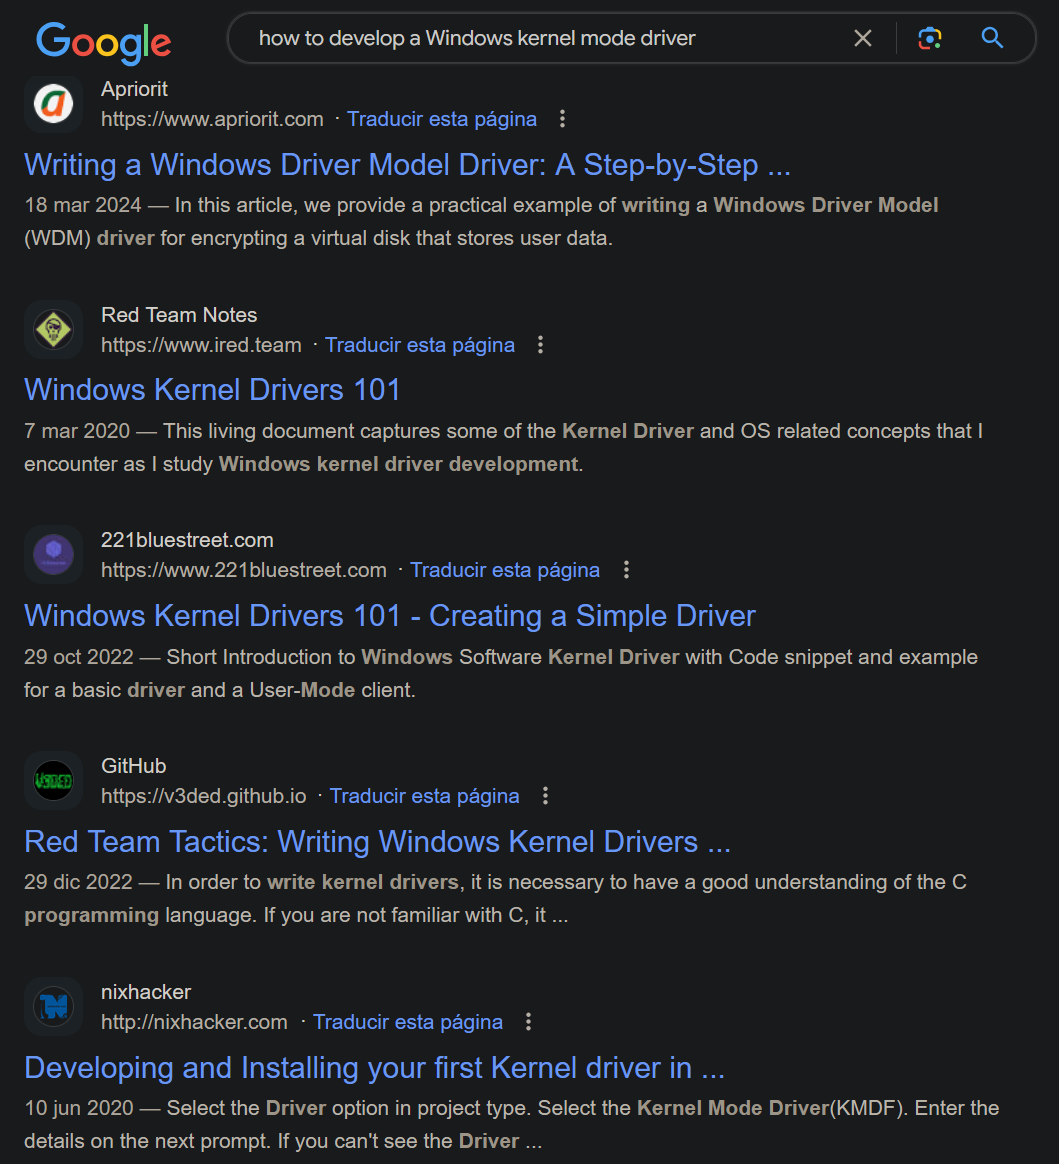 Google
how to develop a Windows kernel mode driver
Apriorit
https://www.apriorit.com · Traducir esta página
Writing a Windows Driver Model Driver: A Step-by-Step ...
18 mar 2024 — In this article, we provide a practical example of writing a Windows Driver Model
(WDM) driver for encrypting a virtual disk that stores user data.
Red Team Notes
https://www.ired.team · Traducir esta página
Windows Kernel Drivers 101
7 mar 2020 — This living document captures some of the Kernel Driver and OS related concepts that I
encounter as I study Windows kernel driver development.
221bluestreet.com
https://www.221bluestreet.com · Traducir esta página
Windows Kernel Drivers 101 - Creating a Simple Driver
29 oct 2022 — Short Introduction to Windows Software Kernel Driver with Code snippet and example
for a basic driver and a User-Mode client.
V3DED
GitHub
https://v3ded.github.io · Traducir esta página
Red Team Tactics: Writing Windows Kernel Drivers ...
29 dic 2022 — In order to write kernel drivers, it is necessary to have a good understanding of the C
programming language. If you are not familiar with C, it ...
nixhacker
http://nixhacker.com · Traducir esta página
Developing and Installing your first Kernel driver in ...
10 jun 2020 — Select the Driver option in project type. Select the Kernel Mode Driver(KMDF). Enter the
details on the next prompt. If you can't see the Driver ...